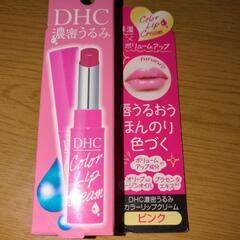 DHC
濃密うるみ
DHC
Color Lip
Cream
Color Lip
Cream
ボリュームアップ
唇うるおう
ほんのり
色づく
ボリューム
アップ
成分
オリーブ
バージンオイル
プラセンタ
エキス
DHC濃密うるみ
カラーリップクリーム
ピンク